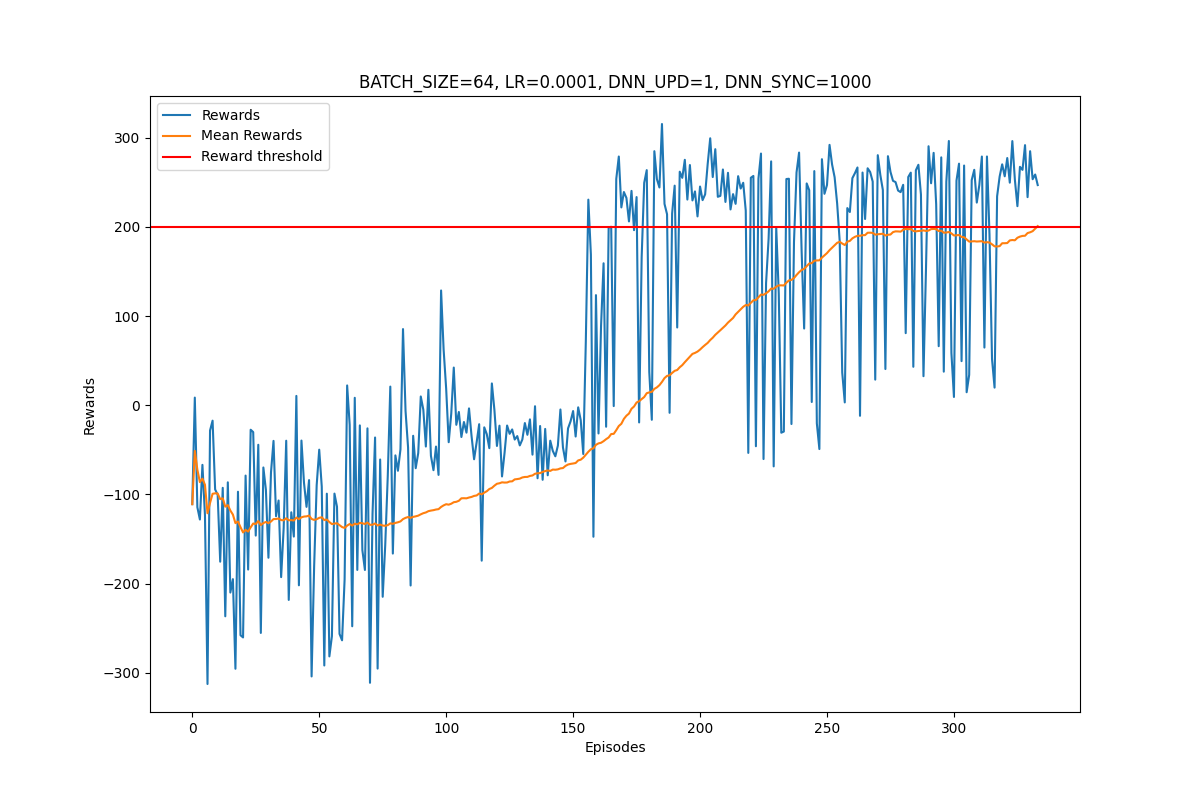 BATCH_SIZE=64, LR=0.0001, DNN_UPD=1, DNN_SYNC=1000
Rewards
Mean Rewards
Reward threshold
300
200
100
0
−100
−200
−300
Rewards
0
50
100
150
200
250
300
Episodes